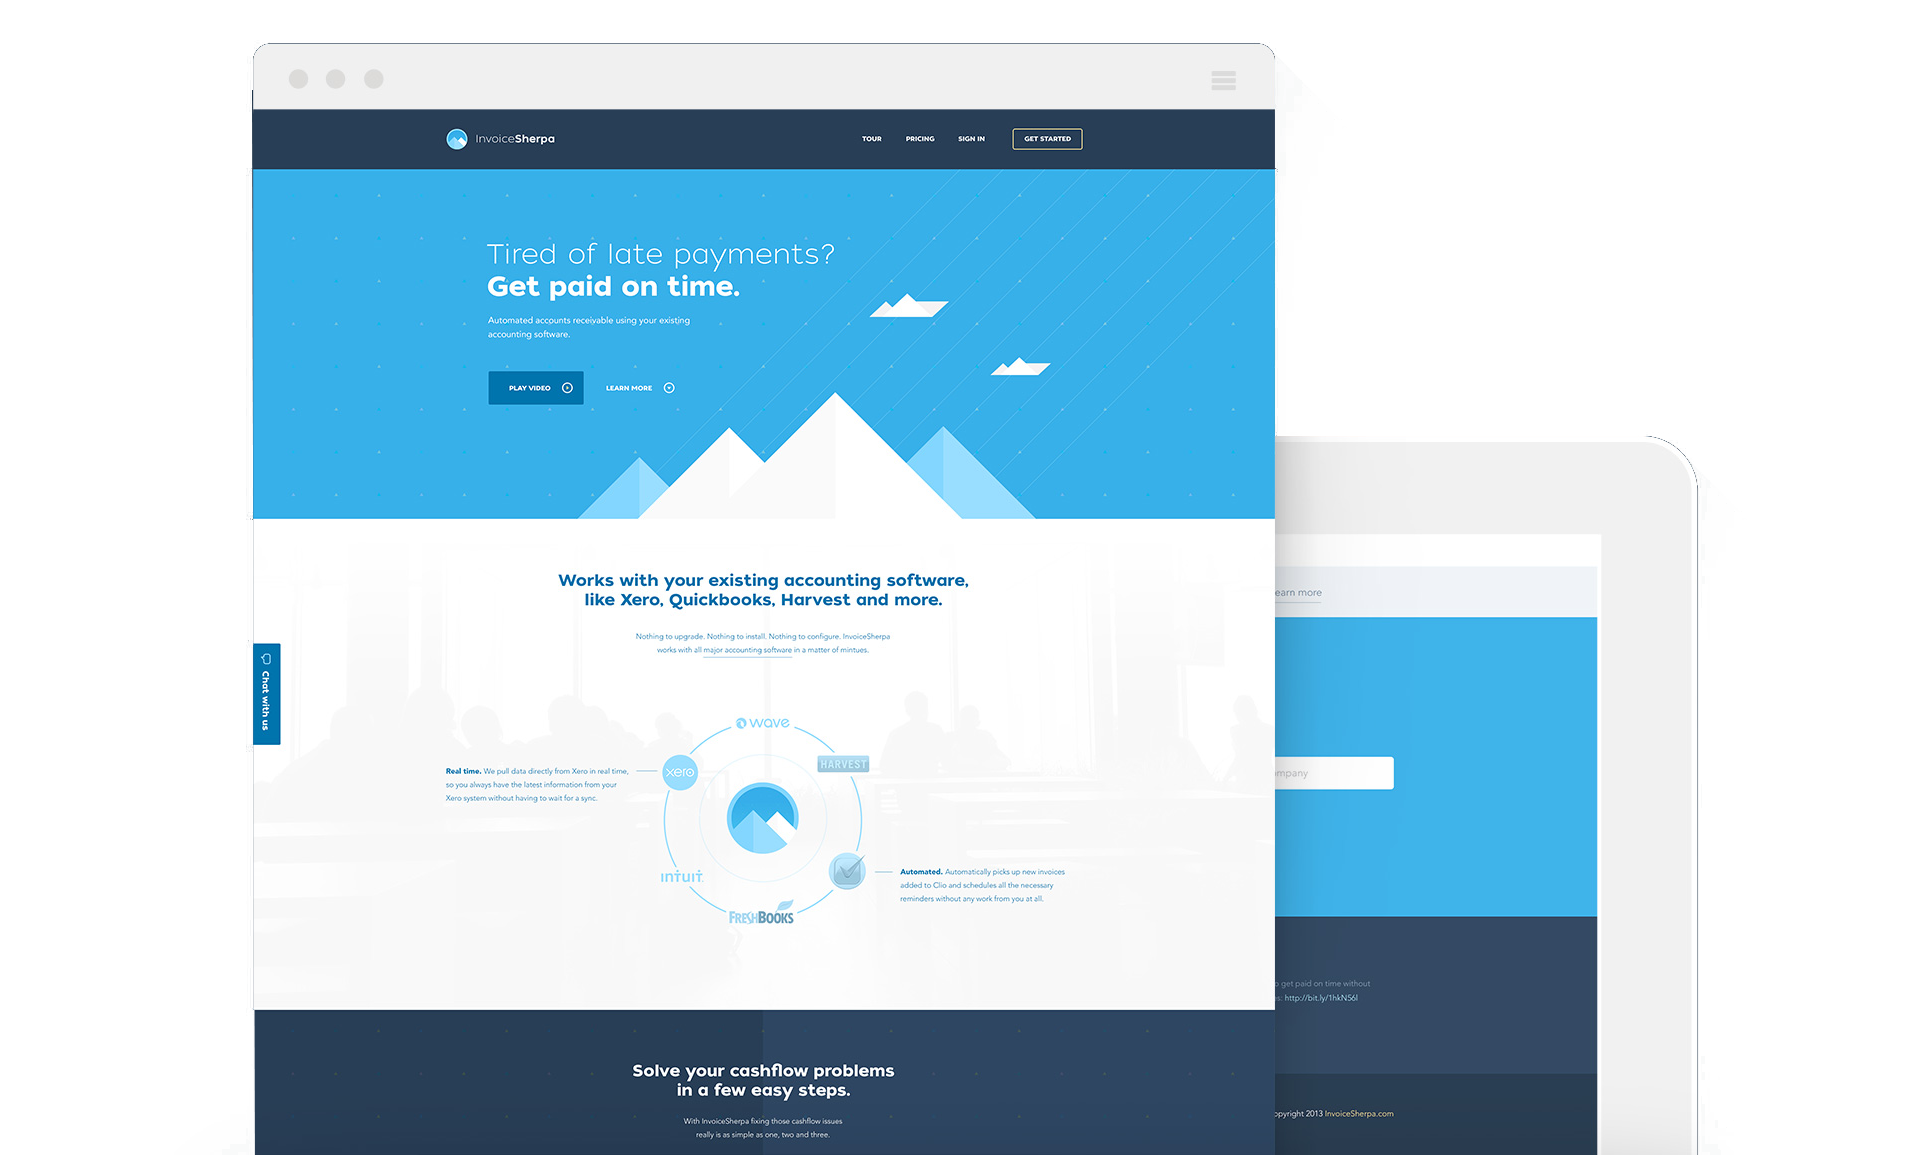 InvoiceSherpa
TOUR
PRICING
SIGN IN
GET STARTED
Tired of late payments?
Get paid on time.
Automated accounts receivable using your existing
accounting software.
PLAY VIDEO
LEARN MORE
Works with your existing accounting software,
like Xero, Quickbooks, Harvest and more.
Nothing to upgrade. Nothing to install. Nothing to configure. InvoiceSherpa
works with all major accounting software in a matter of mintues.
Chat with us
wave
xero
HARVEST
Real time. We pull data directly from Xero in real time,
so you always have the latest information from your
Xero system without having to wait for a sync.
intuit
FRESHBOOKS
Automated. Automatically picks up new invoices
added to Clio and schedules all the necessary
reminders without any work from you at all.
Solve your cashflow problems
in a few easy steps.
With InvoiceSherpa fixing those cashflow issues
really is as simple as one, two and three.
earn more
mpany
o get paid on time without
s: http://bit.ly/1hkN56I
opyright 2013 InvoiceSherpa.com